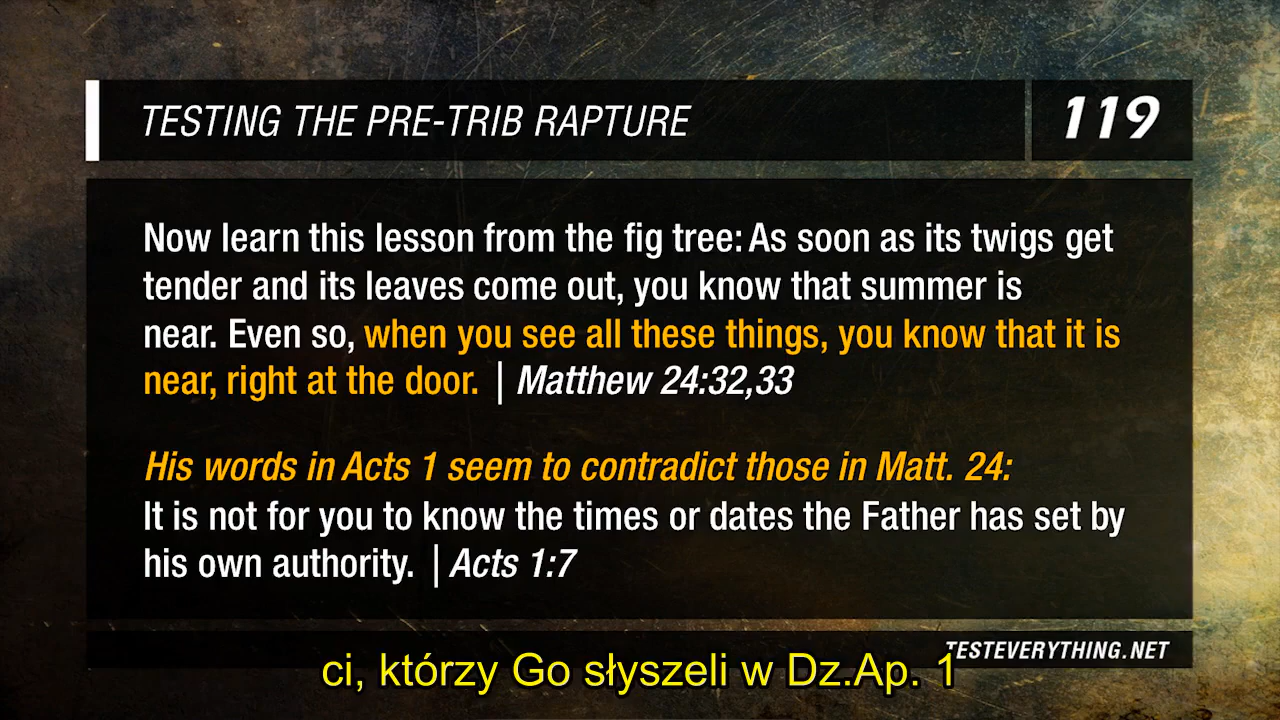 TESTING THE PRE-TRIB RAPTURE
119
Now learn this lesson from the fig tree: As soon as its twigs get
tender and its leaves come out, you know that summer is
near. Even so, when you see all these things, you know that it is
near, right at the door. | Matthew 24:32,33
His words in Acts 1 seem to contradict those in Matt. 24:
It is not for you to know the times or dates the Father has set by
his own authority. | Acts 1:7
TESTEVERYTHING.NET
ci, którzy Go słyszeli w Dz.Ap. 1